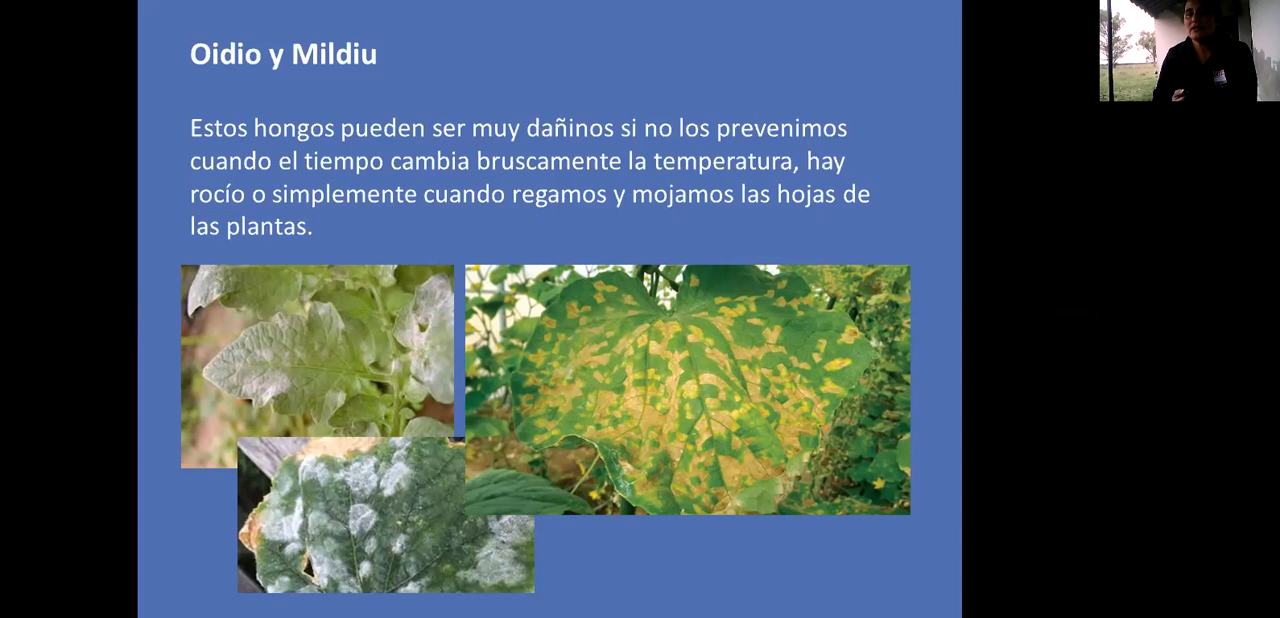 Oidio y Mildiu
Estos hongos pueden ser muy dañinos si no los prevenimos
cuando el tiempo cambia bruscamente la temperatura, hay
rocío o simplemente cuando regamos y mojamos las hojas de
las plantas.